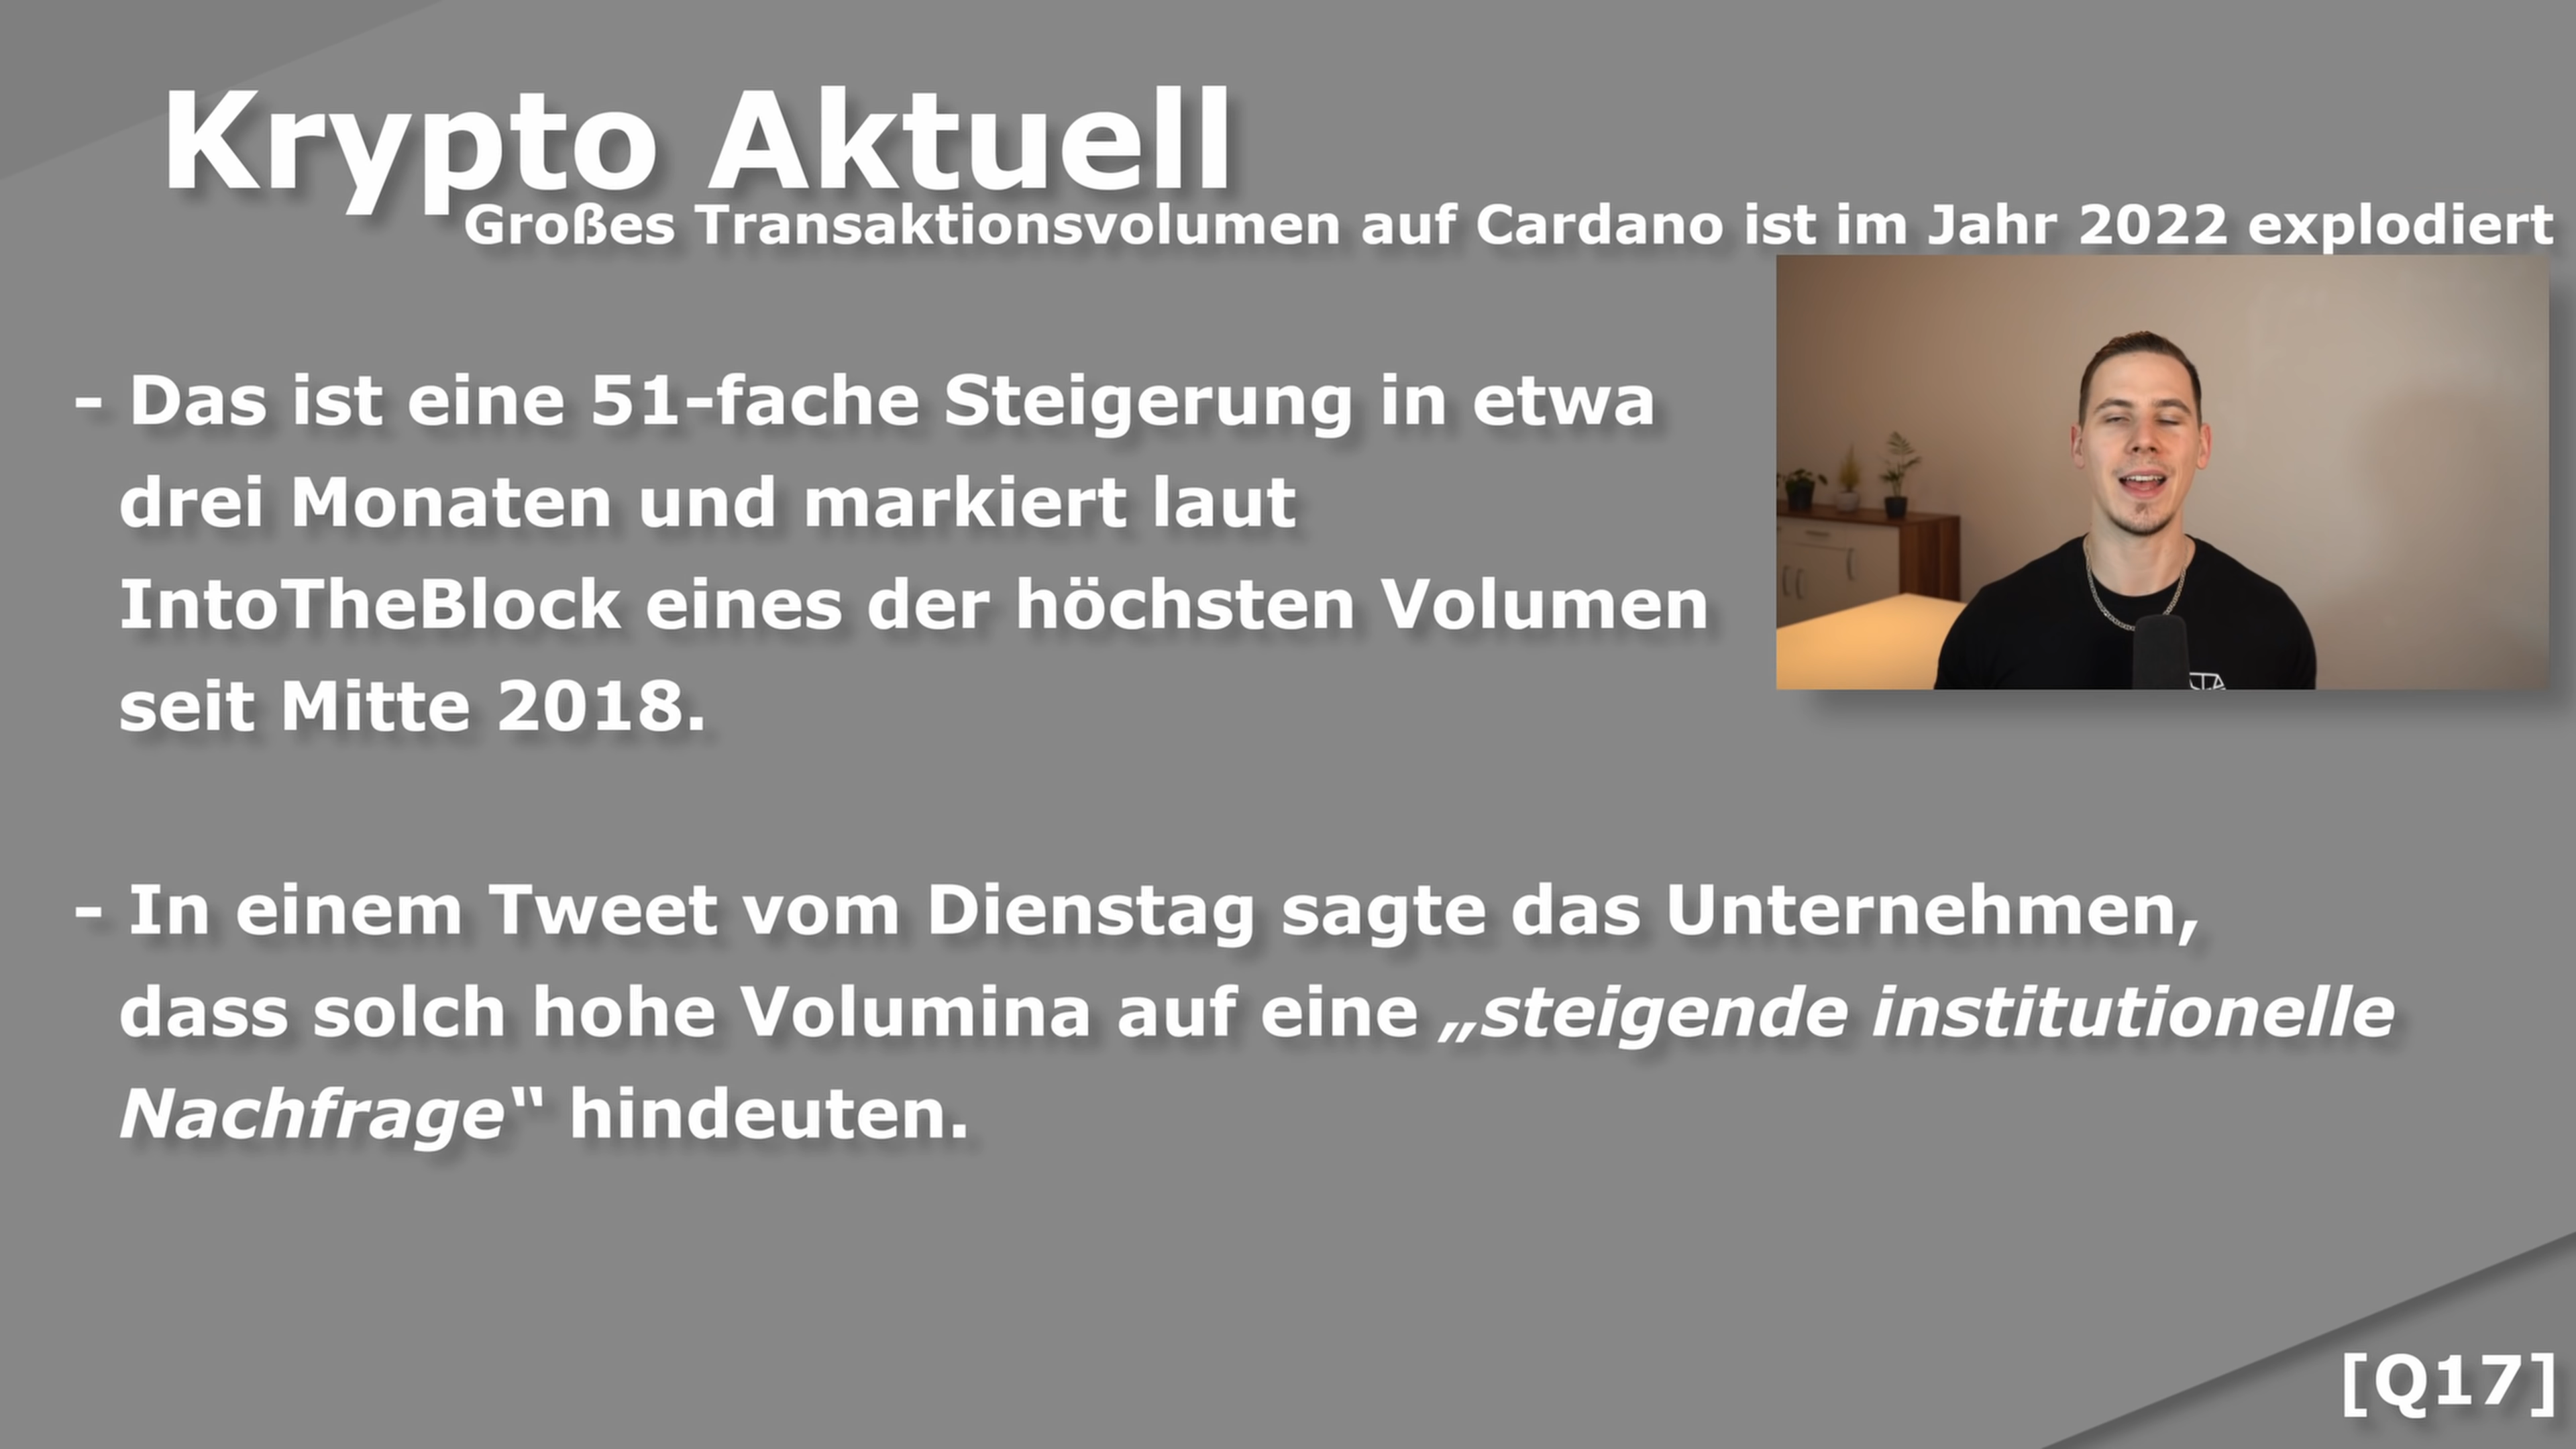 Krypto Aktuell
Großes Transaktionsvolumen auf Cardano ist im Jahr 2022 explodiert
- Das ist eine 51-fache Steigerung in etwa
drei Monaten und markiert laut
IntoTheBlock eines der höchsten Volumen
seit Mitte 2018.
- In einem Tweet vom Dienstag sagte das Unternehmen,
dass solch hohe Volumina auf eine „steigende institutionelle
Nachfrage“ hindeuten.
[Q17]